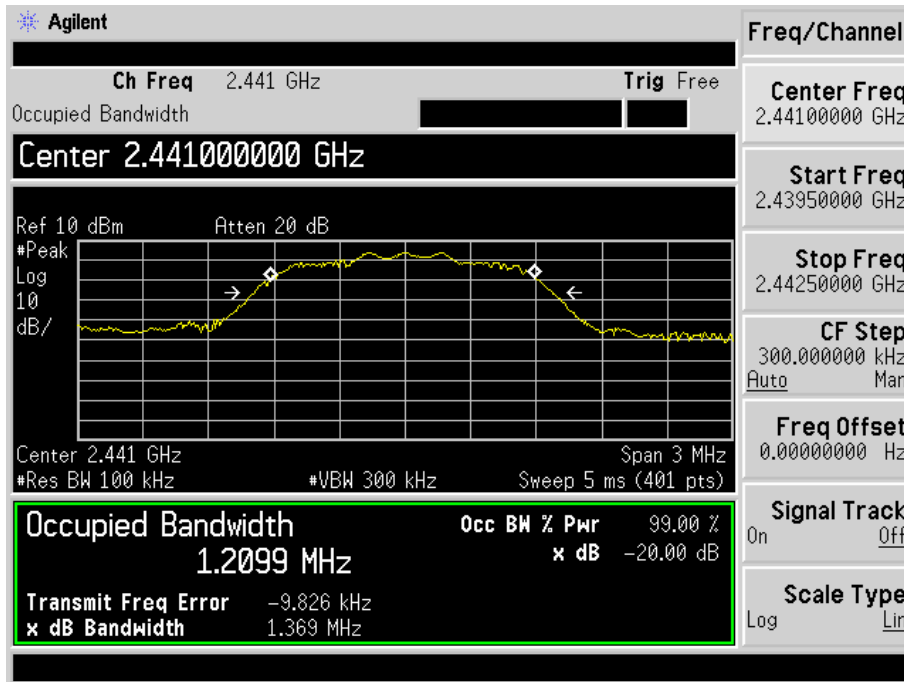 Agilent
Freq/Channel
Ch Freq 2.441 GHz Trig Free
Occupied Bandwidth
Center 2.441000000 GHz
Ref 10 dBm Atten 20 dB
#Peak
Log
10
dB/
Center 2.441 GHz Span 3 MHz
#Res BW 100 kHz #VBW 300 kHz Sweep 5 ms (401 pts)
Occupied Bandwidth
1.2099 MHz
Occ BW % Pwr 99.00 %
x dB -20.00 dB
Transmit Freq Error -9.826 kHz
x dB Bandwidth 1.369 MHz
Center Freq
2.44100000 GHz
Start Freq
2.43950000 GHz
Stop Freq
2.44250000 GHz
CF Step
300.000000 kHz
Auto Man
Freq Offset
0.00000000 Hz
Signal Track
On Off
Scale Type
Log Lin